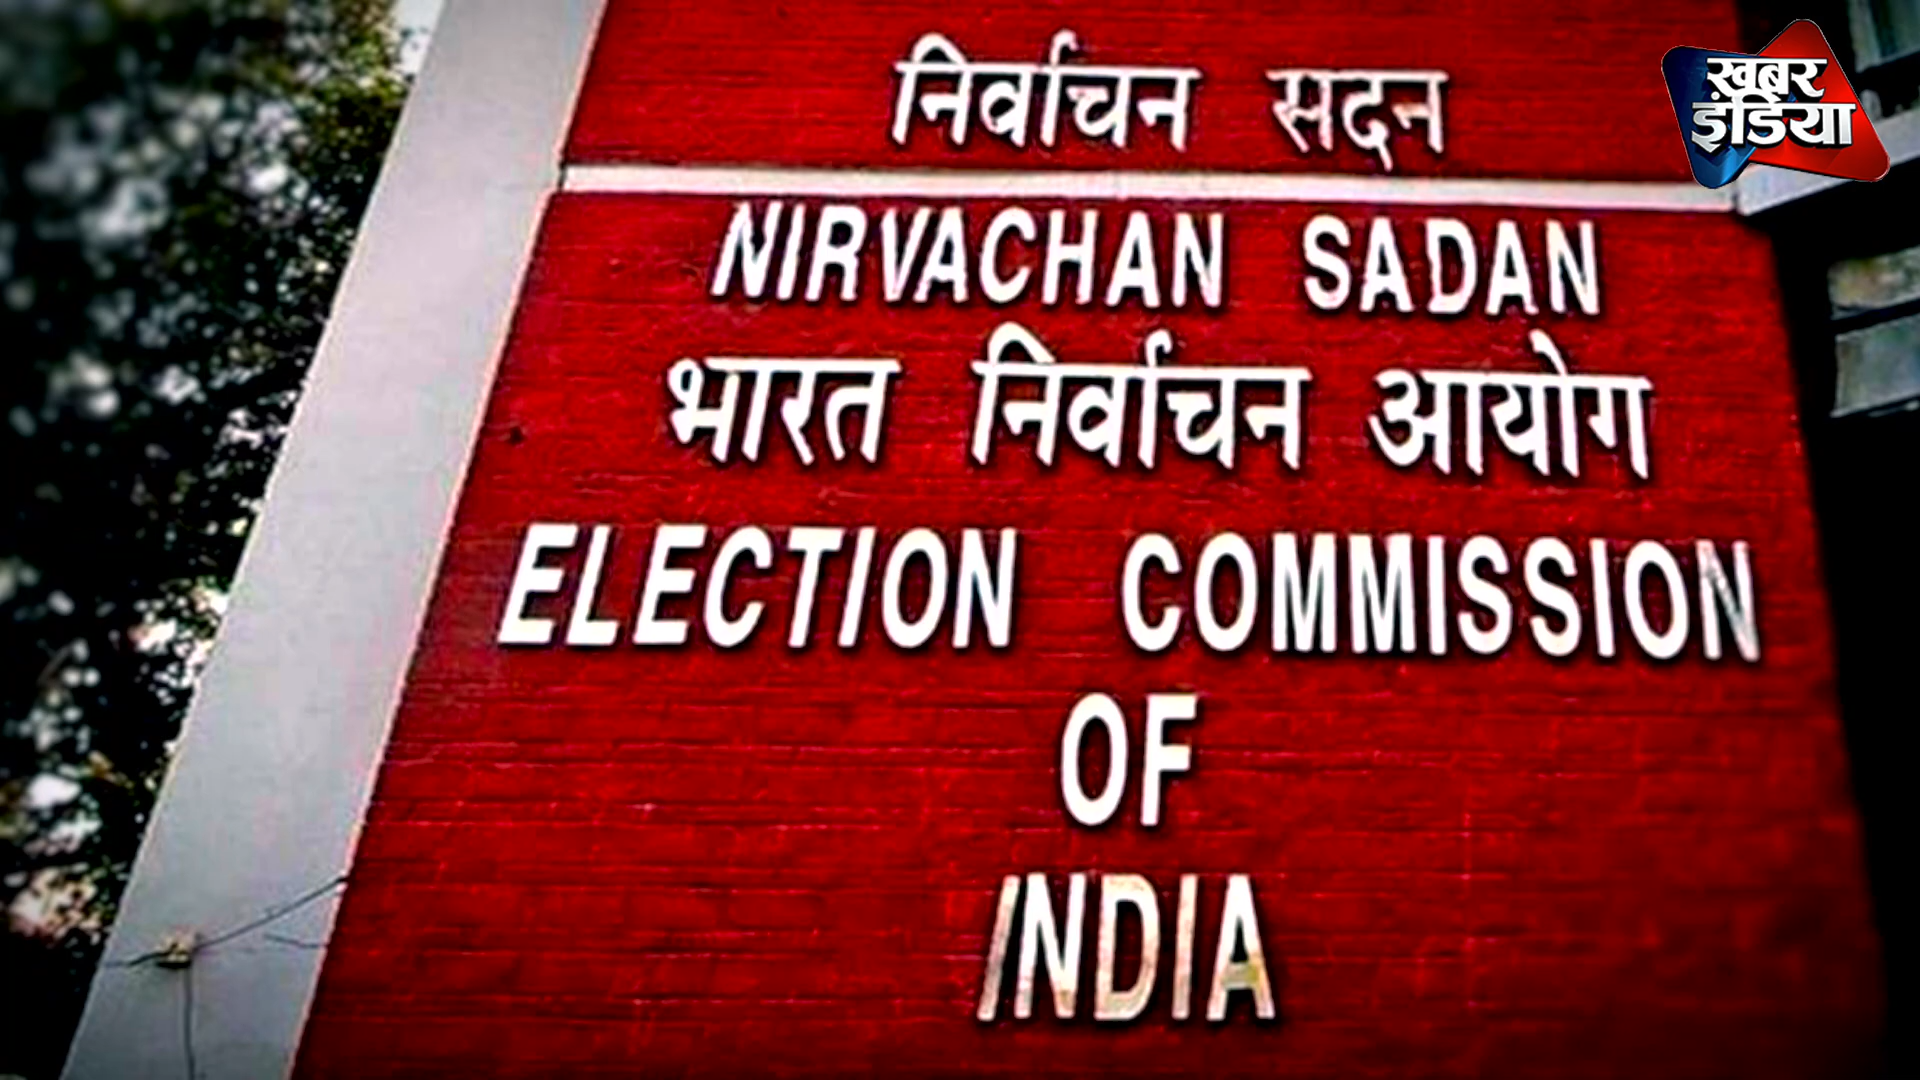 निर्वाचन सदन
खबर
इंडिया
NIRVACHAN SADAN
भारत निर्वाचन आयोग
ELECTION COMMISSION
OF
INDIA